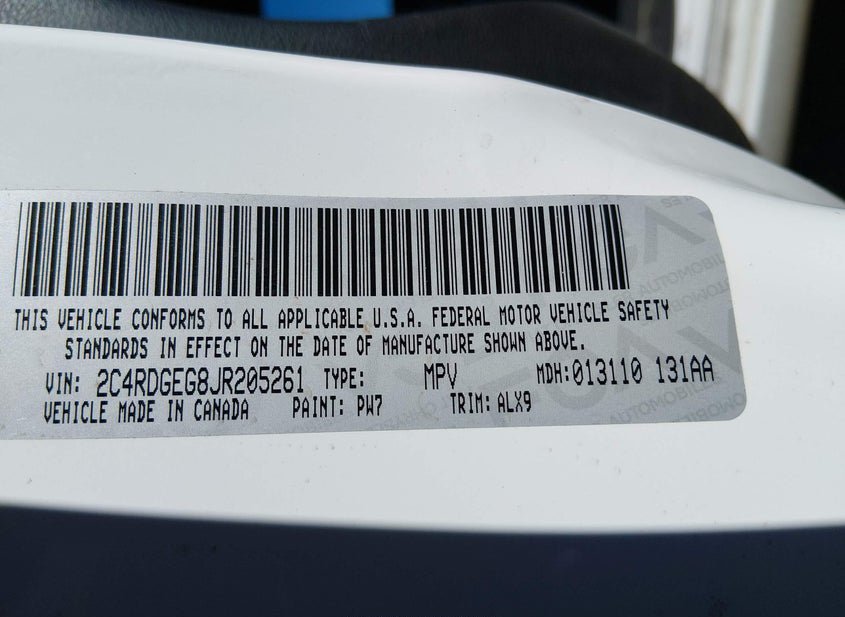 THIS VEHICLE CONFORMS TO ALL APPLICABLE U.S.A. FEDERAL MOTOR VEHICLE SAFETY
STANDARDS IN EFFECT ON THE DATE OF MANUFACTURE SHOWN ABOVE.
VIN: 2C4RDGEG8JR205261 TYPE: MPV MDH:013110 131AA
VEHICLE MADE IN CANADA PAINT: PW7 TRIM: ALX9